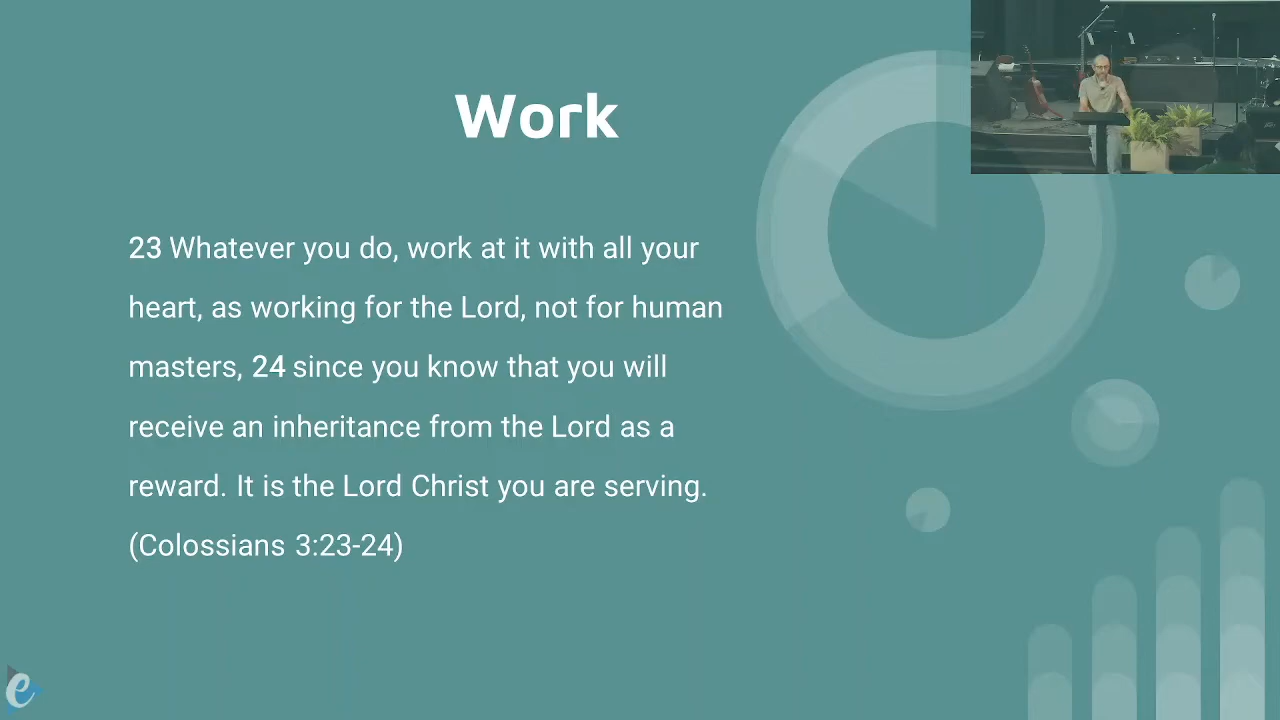 Work
23 Whatever you do, work at it with all your
heart, as working for the Lord, not for human
masters, 24 since you know that you will
receive an inheritance from the Lord as a
reward. It is the Lord Christ you are serving.
(Colossians 3:23-24)
e